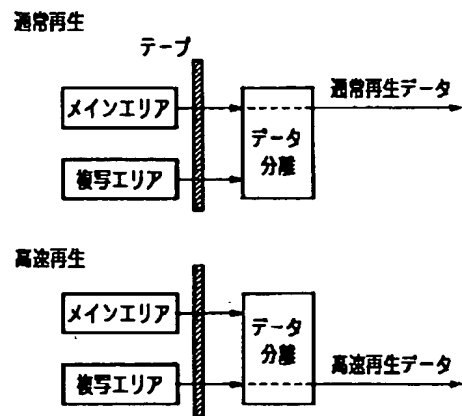 通常再生
テープ
メインエリア
複写エリア
データ
分離
通常再生データ
高速再生
メインエリア
複写エリア
データ
分離
高速再生データ